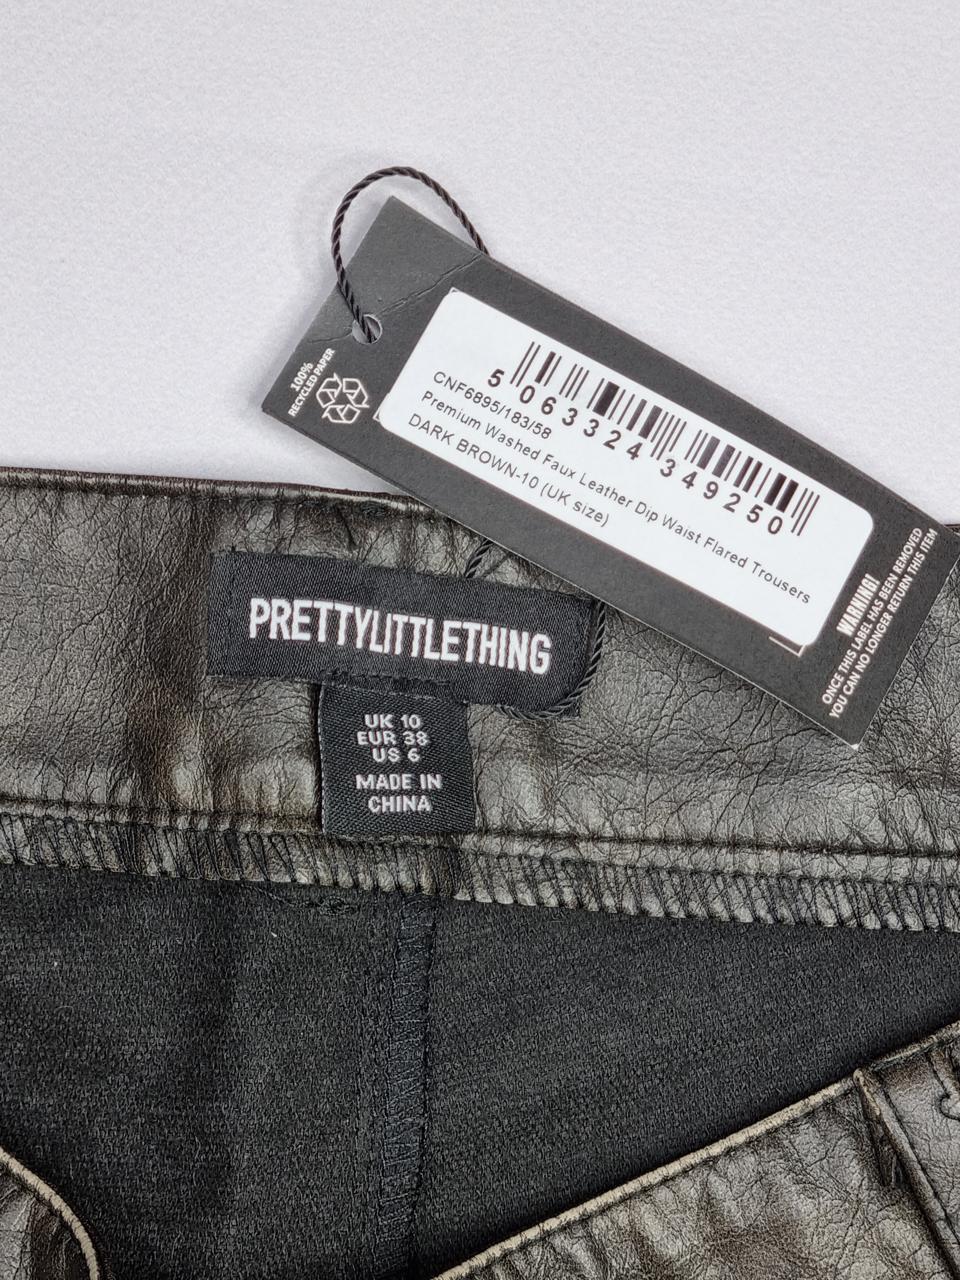 100%
RECYCLED PAPER
5 063324 349250
CNF6895/183/58
Premium Washed Faux Leather Dip Waist Flared Trousers
DARK BROWN-10 (UK size)
WARNING!
ONCE THIS LABEL HAS BEEN REMOVED
YOU CAN NO LONGER RETURN THIS ITEM
PRETTYLITTLETHING
UK 10
EUR 38
US 6
MADE IN
CHINA